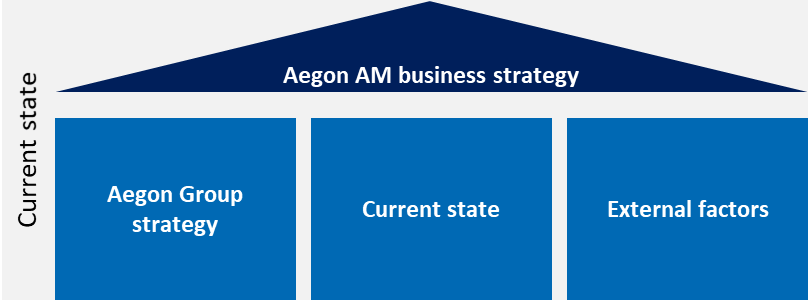 Current state
Aegon AM business strategy
Aegon Group
strategy
Current state
External factors